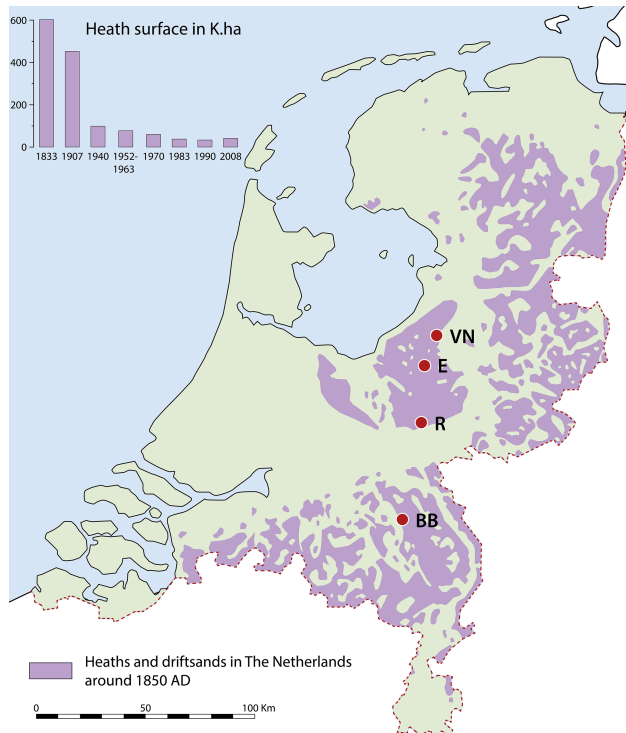 Heath surface in K.ha
600
400
200
0
1833 1907 1940 1952- 1970 1983 1990 2008
1963
VN
E
R
BB
Heaths and driftsands in The Netherlands
around 1850 AD
0 50 100 Km